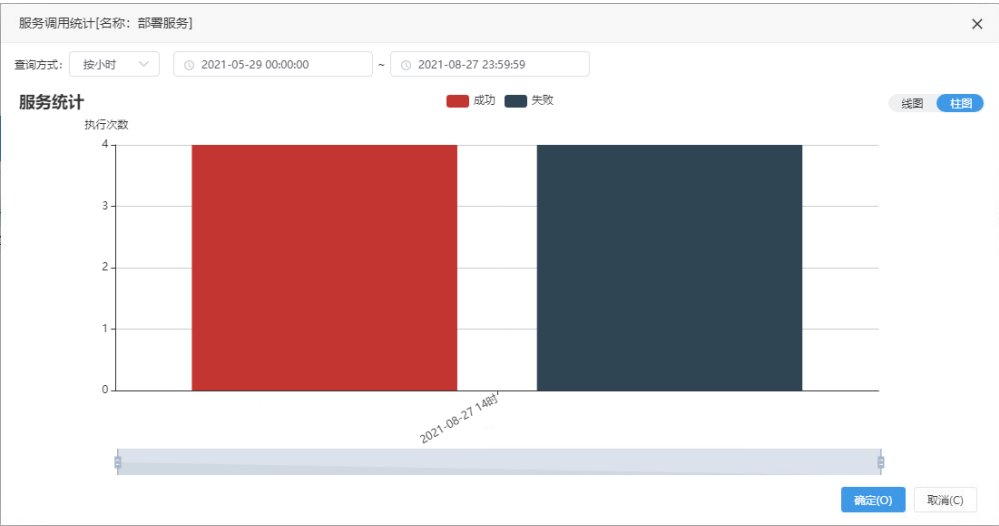 服务调用统计[名称：部署服务]
查询方式： 按小时 2021-05-29 00:00:00 ~ 2021-08-27 23:59:59
服务统计 成功 失败 线图 柱图
执行次数
4
3
2
1
0
2021-08-27 14时
确定(O) 取消(C)